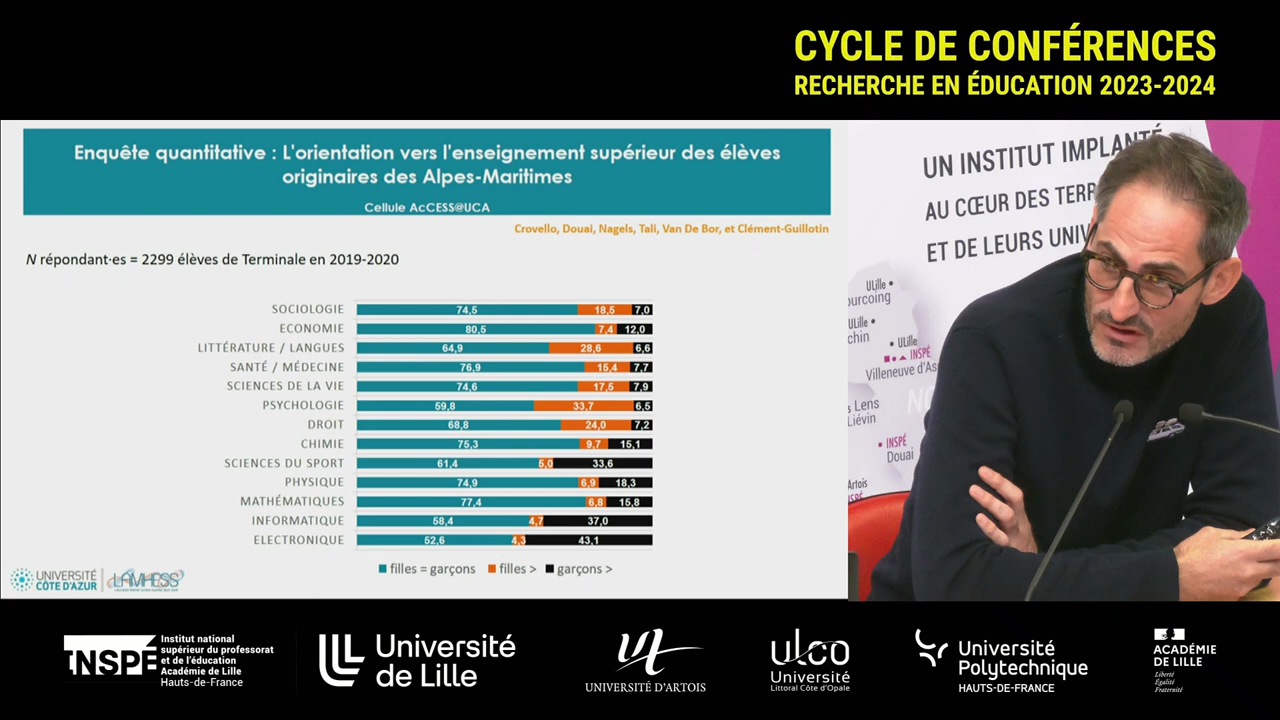 CYCLE DE CONFÉRENCES
RECHERCHE EN ÉDUCATION 2023-2024
Enquête quantitative : L'orientation vers l'enseignement supérieur des élèves
originaires des Alpes-Maritimes
Cellule AcCESS@UCA
Crovello, Douai, Nagels, Tali, Van De Bor, et Clément-Guillotin
N répondant·es = 2299 élèves de Terminale en 2019-2020
SOCIOLOGIE 74,5 18,5 7,0
ECONOMIE 80,5 7,4 12,0
LITTÉRATURE / LANGUES 64,9 28,6 6,6
SANTÉ / MÉDECINE 76,9 15,4 7,7
SCIENCES DE LA VIE 74,6 17,5 7,9
PSYCHOLOGIE 59,8 33,7 6,5
DROIT 68,8 24,0 7,2
CHIMIE 75,3 9,7 15,1
SCIENCES DU SPORT 61,4 5,0 33,6
PHYSIQUE 74,9 6,9 18,3
MATHÉMATIQUES 77,4 6,8 15,8
INFORMATIQUE 58,4 4,7 37,0
ELECTRONIQUE 52,6 4,3 43,1
filles = garçons filles > garçons >
UNIVERSITÉ
CÔTE D'AZUR
LAMHESS
UN INSTITUT IMPLANTÉ
AU CŒUR DES
ET DE LEURS
ULille
ULille
ULille
INSPÉ
Villeneuve d'As
Lens
Liévin
INSPÉ
Douai
Artois
INSPÉ
Institut national
supérieur du professorat
et de l'éducation
Académie de Lille
Hauts-de-France
Université
de Lille
UNIVERSITÉ D'ARTOIS
ulco
Université
Littoral Côte d'Opale
Université
Polytechnique
HAUTS-DE-FRANCE
ACADÉMIE
DE LILLE
Liberté
Égalité
Fraternité